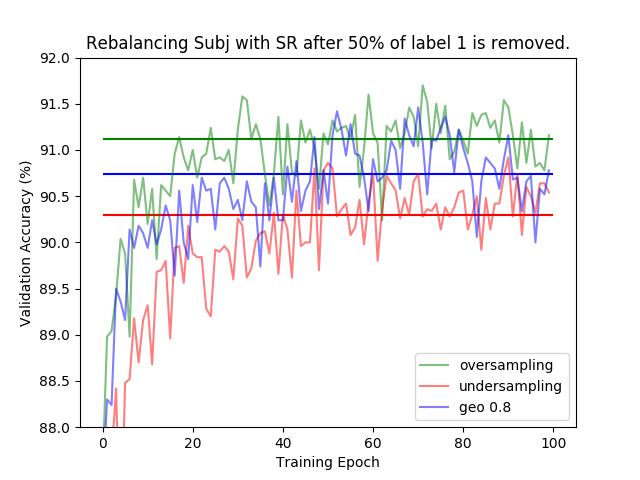 Rebalancing Subj with SR after 50% of label 1 is removed.
92.0
91.5
91.0
90.5
90.0
89.5
89.0
88.5
88.0
Validation Accuracy (%)
oversampling
undersampling
geo 0.8
0 20 40 60 80 100
Training Epoch